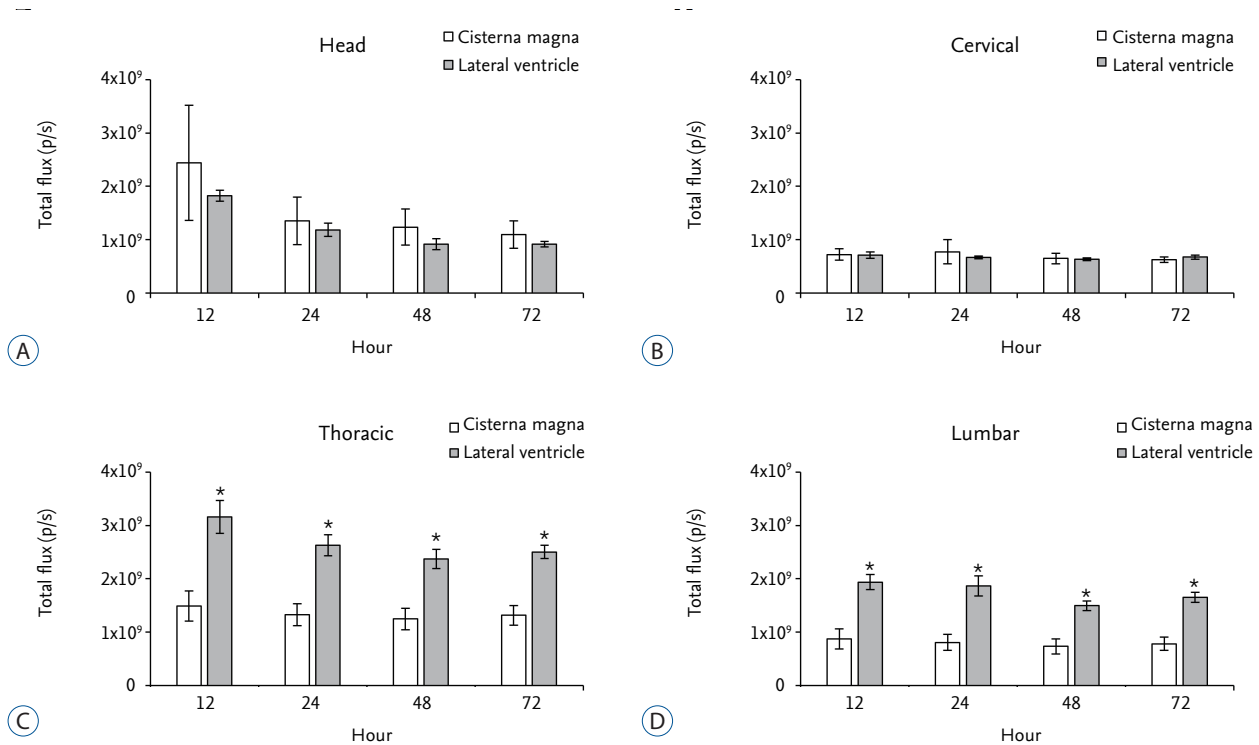 Head
Cisterna magna
Lateral ventricle
Total flux (p/s)
4x10⁹
3x10⁹
2x10⁹
1x10⁹
0
12 24 48 72
Hour
A
Cervical
Cisterna magna
Lateral ventricle
Total flux (p/s)
4x10⁹
3x10⁹
2x10⁹
1x10⁹
0
12 24 48 72
Hour
B
Thoracic
Cisterna magna
Lateral ventricle
Total flux (p/s)
4x10⁹
3x10⁹
2x10⁹
1x10⁹
0
* * * *
12 24 48 72
Hour
C
Lumbar
Cisterna magna
Lateral ventricle
Total flux (p/s)
4x10⁹
3x10⁹
2x10⁹
1x10⁹
0
* * * *
12 24 48 72
Hour
D